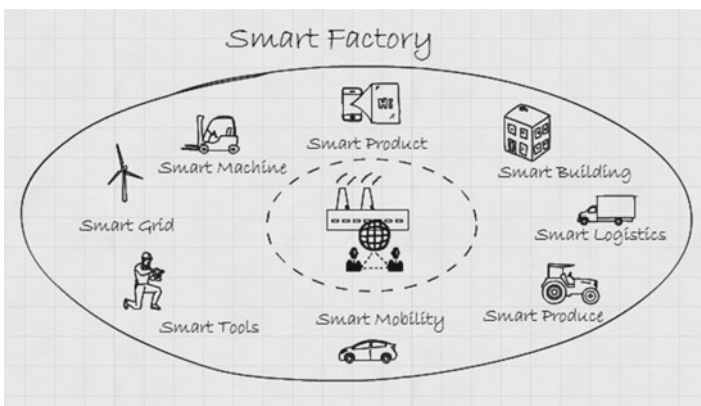 Smart Factory
Smart Product
Smart Machine
Smart Building
Smart Grid
Smart Logistics
Smart Tools
Smart Mobility
Smart Produce